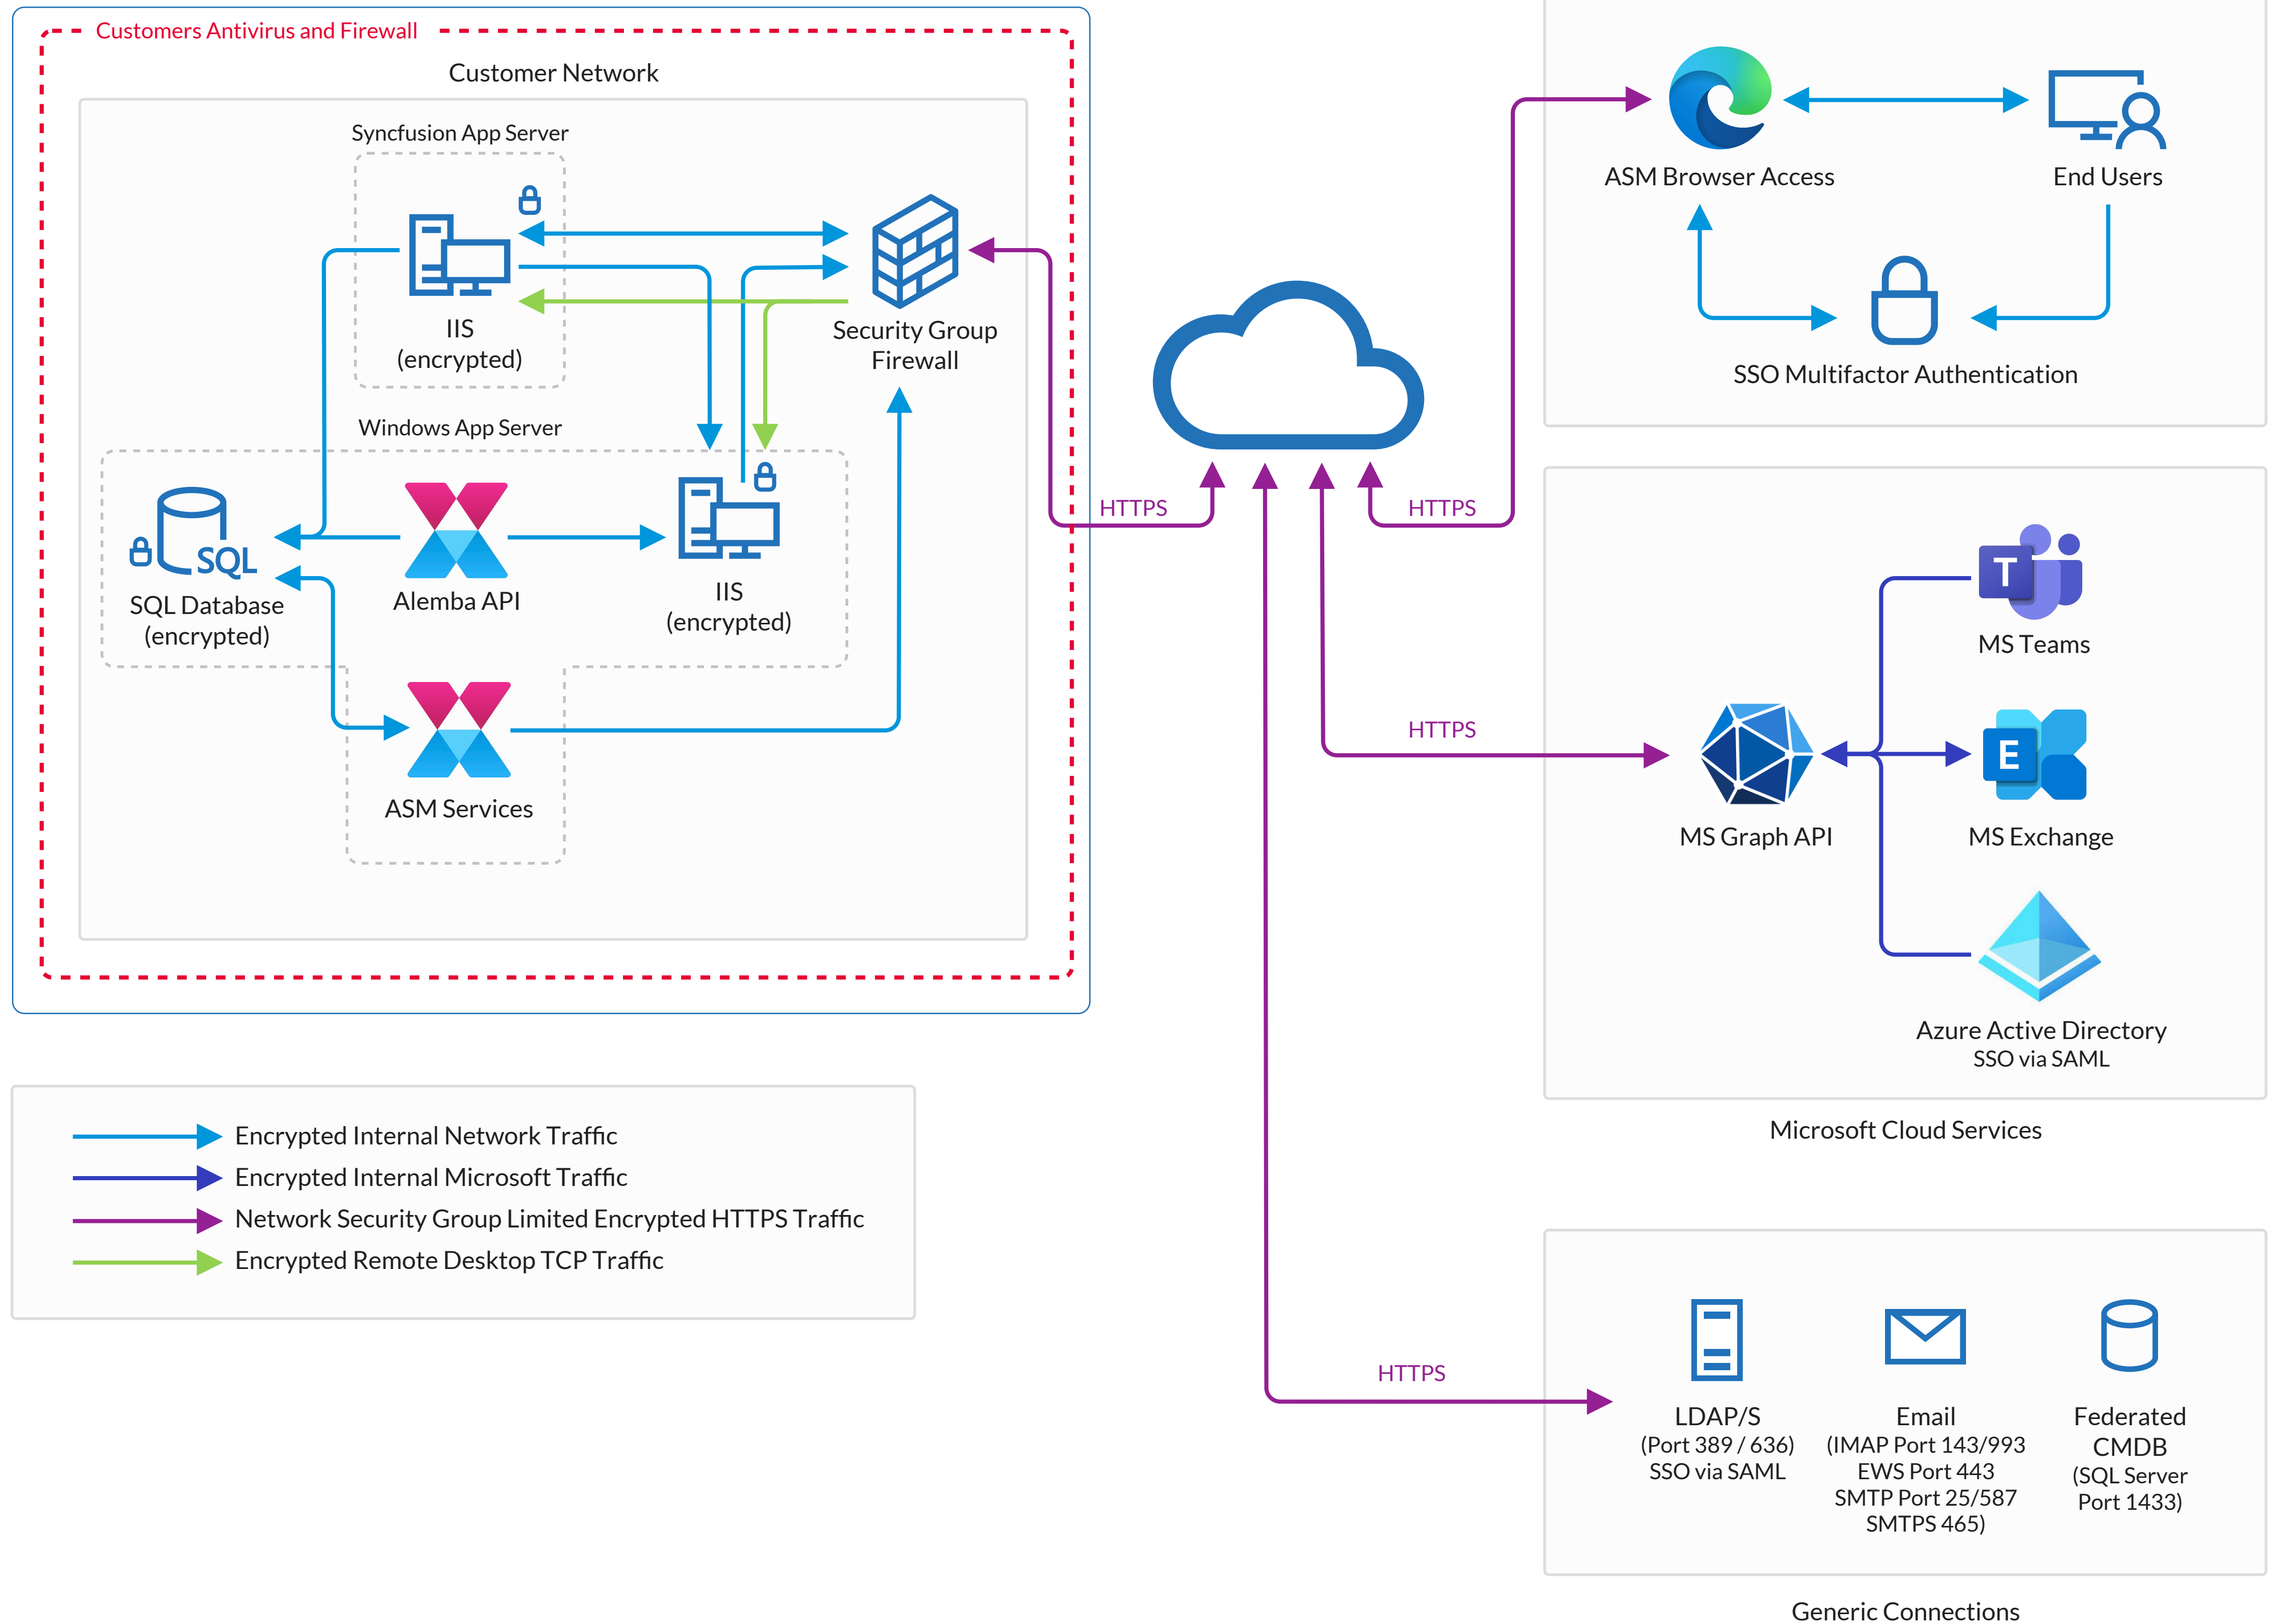 Customers Antivirus and Firewall
Customer Network
Syncfusion App Server
IIS
(encrypted)
Security Group
Firewall
Windows App Server
SQL
SQL Database
(encrypted)
Alemba API
IIS
(encrypted)
ASM Services
HTTPS
HTTPS
HTTPS
HTTPS
ASM Browser Access
End Users
SSO Multifactor Authentication
T
MS Teams
MS Graph API
E
MS Exchange
Azure Active Directory
SSO via SAML
Microsoft Cloud Services
Encrypted Internal Network Traffic
Encrypted Internal Microsoft Traffic
Network Security Group Limited Encrypted HTTPS Traffic
Encrypted Remote Desktop TCP Traffic
LDAP/S
(Port 389 / 636)
SSO via SAML
Email
(IMAP Port 143/993
EWS Port 443
SMTP Port 25/587
SMTPS 465)
Federated
CMDB
(SQL Server
Port 1433)
Generic Connections